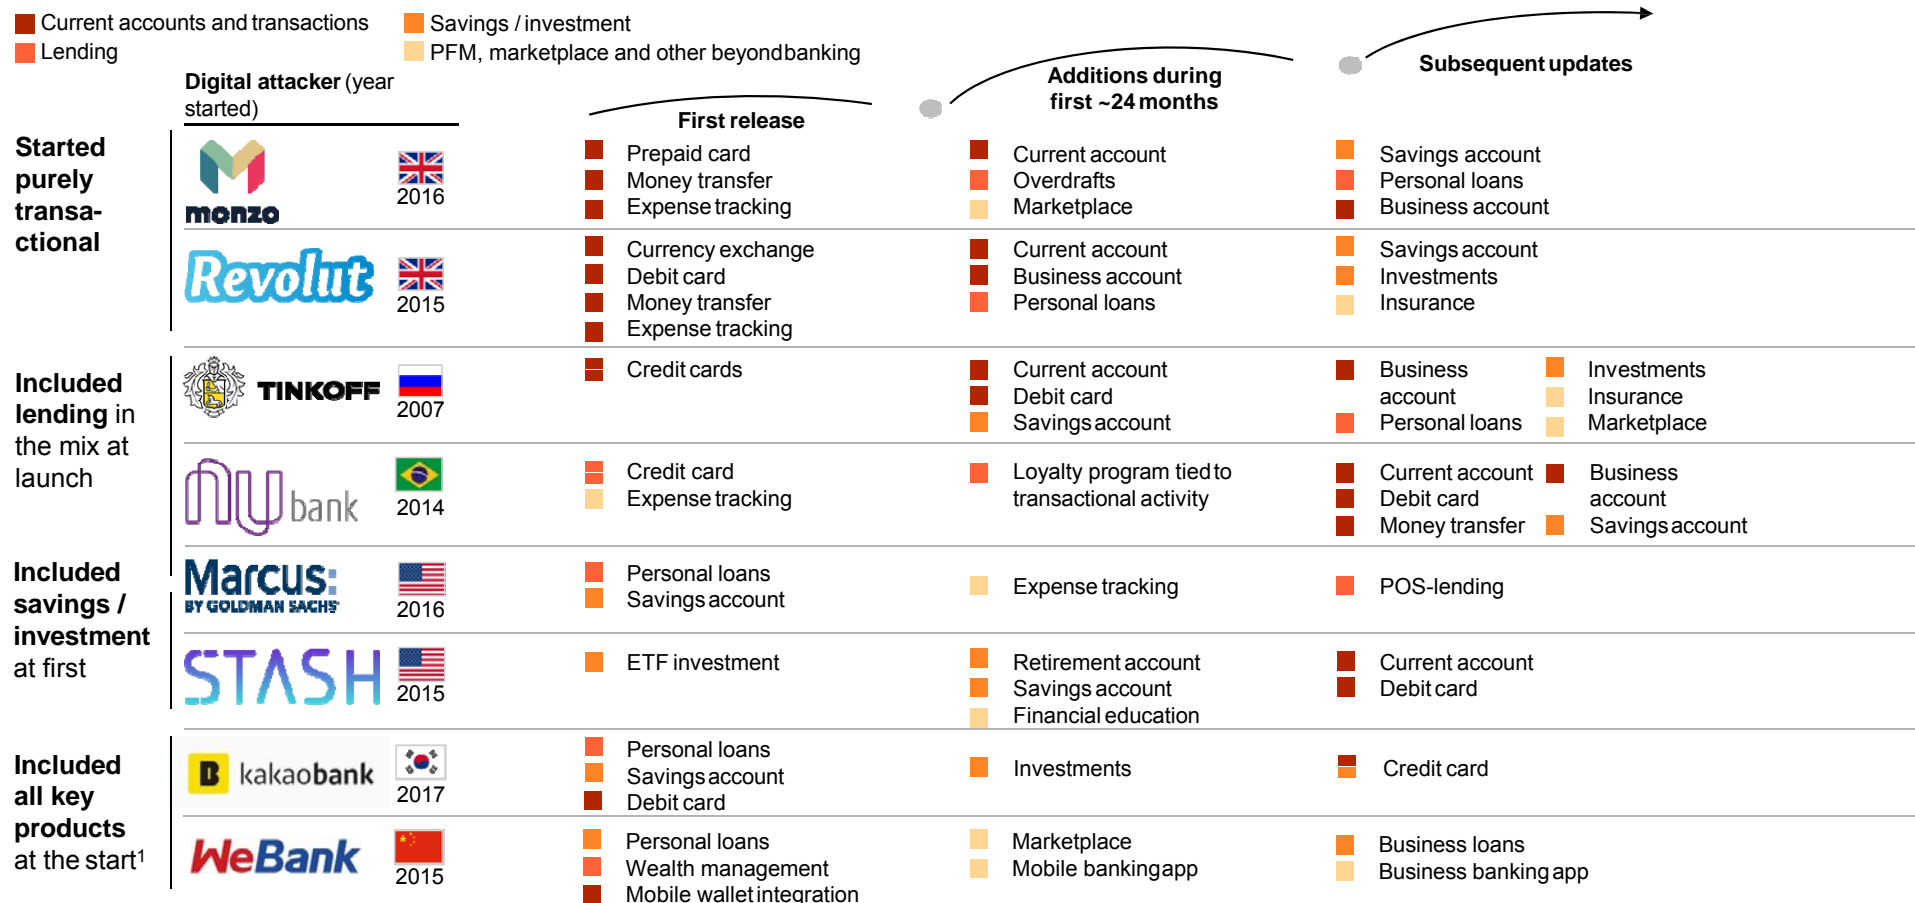 Current accounts and transactions
Savings / investment
Lending
PFM, marketplace and other beyondbanking
Digital attacker (year
started)
First release
Additions during
first ~24 months
Subsequent updates
Started
purely
transa-
ctional
monzo
2016
Prepaid card
Money transfer
Expense tracking
Current account
Overdrafts
Marketplace
Savings account
Personal loans
Business account
Revolut
2015
Currency exchange
Debit card
Money transfer
Expense tracking
Current account
Business account
Personal loans
Savings account
Investments
Insurance
Included
lending in
the mix at
launch
TINKOFF
2007
Credit cards
Current account
Debit card
Savings account
Business
account
Personal loans
Investments
Insurance
Marketplace
nu bank
2014
Credit card
Expense tracking
Loyalty program tied to
transactional activity
Current account
Debit card
Money transfer
Business
account
Savings account
Included
savings /
investment
at first
Marcus:
BY GOLDMAN SACHS
2016
Personal loans
Savings account
Expense tracking
POS-lending
STASH
2015
ETF investment
Retirement account
Savings account
Financial education
Current account
Debit card
Included
all key
products
at the start1
B kakaobank
2017
Personal loans
Savings account
Debit card
Investments
Credit card
WeBank
2015
Personal loans
Wealth management
Mobile wallet integration
Marketplace
Mobile banking app
Business loans
Business banking app